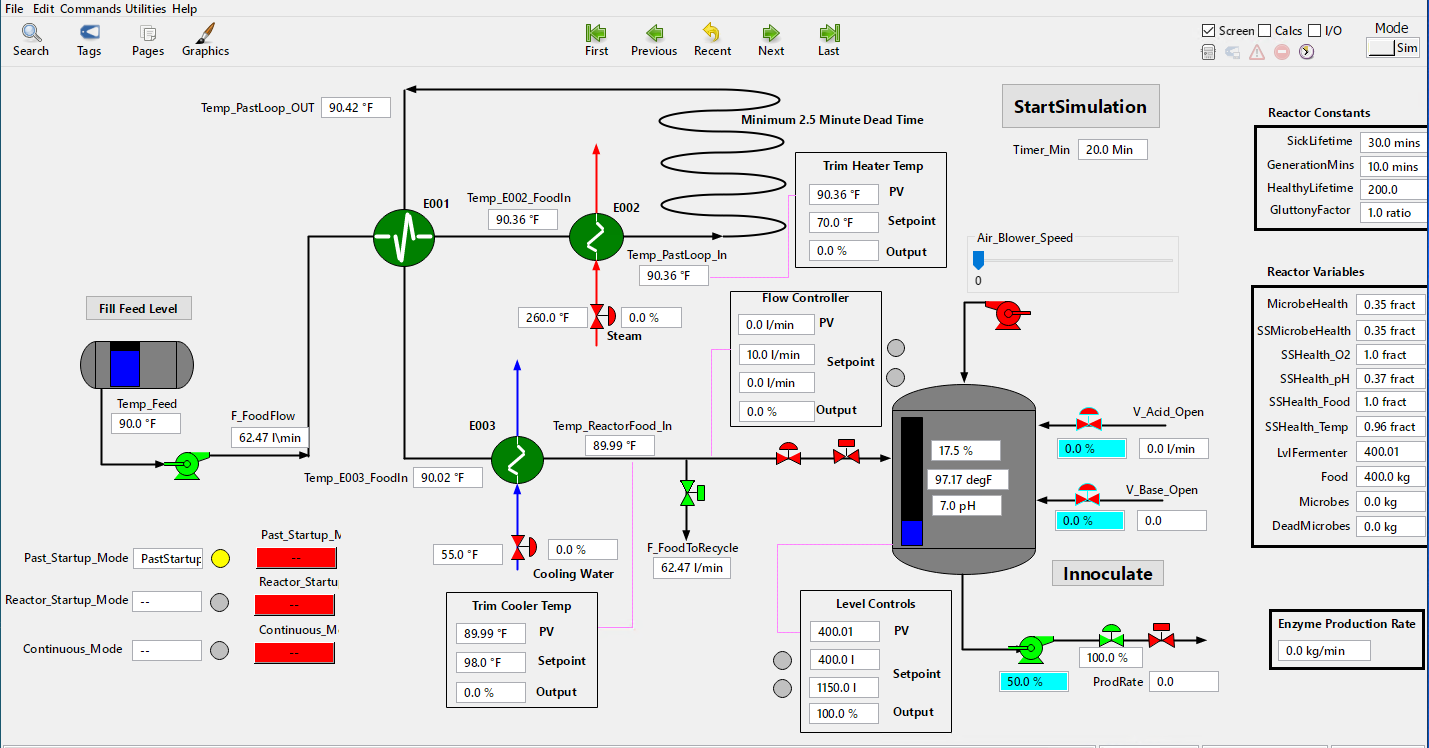 File Edit Commands Utilities Help
Search Tags Pages Graphics
First Previous Recent Next Last
Screen Calcs I/O
Mode
Sim
Temp_PastLoop_OUT 90.42 °F
Minimum 2.5 Minute Dead Time
StartSimulation
Timer_Min 20.0 Min
Reactor Constants
SickLifetime 30.0 mins
GenerationMins 10.0 mins
HealthyLifetime 200.0
GluttonyFactor 1.0 ratio
Trim Heater Temp
90.36 °F PV
70.0 °F Setpoint
0.0 % Output
E001
Temp_E002_FoodIn
90.36 °F
E002
Temp_PastLoop_In
90.36 °F
Air_Blower_Speed
0
260.0 °F 0.0 %
Steam
Fill Feed Level
Temp_Feed
90.0 °F
F_FoodFlow
62.47 l\min
Flow Controller
0.0 l/min PV
10.0 l/min Setpoint
0.0 l/min
0.0 % Output
Reactor Variables
MicrobeHealth 0.35 fract
SSMicrobeHealth 0.35 fract
SSHealth_O2 1.0 fract
SSHealth_pH 0.37 fract
SSHealth_Food 1.0 fract
SSHealth_Temp 0.96 fract
LvlFermenter 400.01
Food 400.0 kg
Microbes 0.0 kg
DeadMicrobes 0.0 kg
E003
Temp_ReactorFood_In
89.99 °F
Temp_E003_FoodIn 90.02 °F
17.5 %
97.17 degF
7.0 pH
V_Acid_Open
0.0 % 0.0 l/min
V_Base_Open
0.0 % 0.0
55.0 °F 0.0 %
Cooling Water
F_FoodToRecycle
62.47 l/min
Past_Startup_Mode PastStartup
Past_Startup_M
--
Reactor_Startup_Mode --
Reactor_Startu
--
Continuous_Mode --
Continuous_M
--
Trim Cooler Temp
89.99 °F PV
98.0 °F Setpoint
0.0 % Output
Level Controls
400.01 PV
400.0 l Setpoint
1150.0 l
100.0 % Output
Innoculate
100.0 %
50.0 %
ProdRate 0.0
Enzyme Production Rate
0.0 kg/min